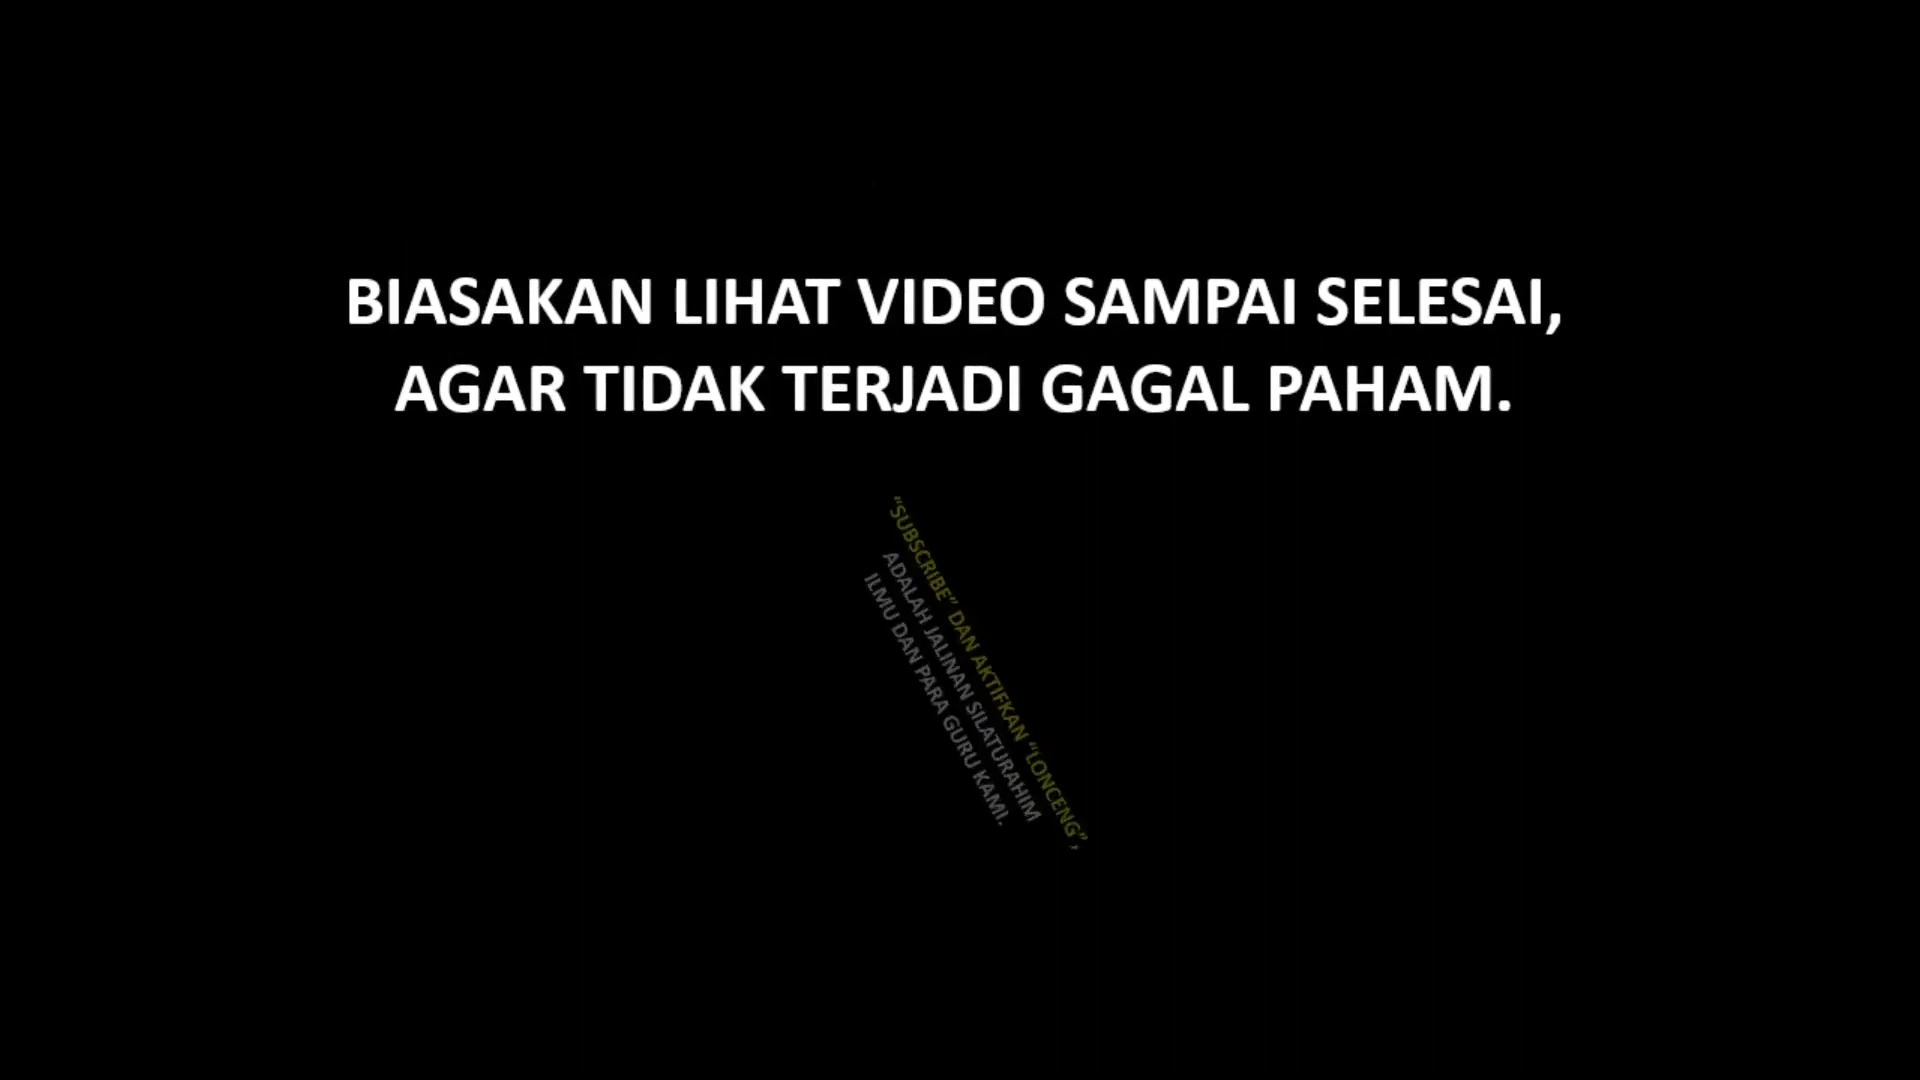 BIASAKAN LIHAT VIDEO SAMPAI SELESAI,
AGAR TIDAK TERJADI GAGAL PAHAM.
“SUBSCRIBE” DAN AKTIFKAN “LONCENG”,
ADALAH JALINAN SILATURAHIM
ILMU DAN PARA GURU KAMI.